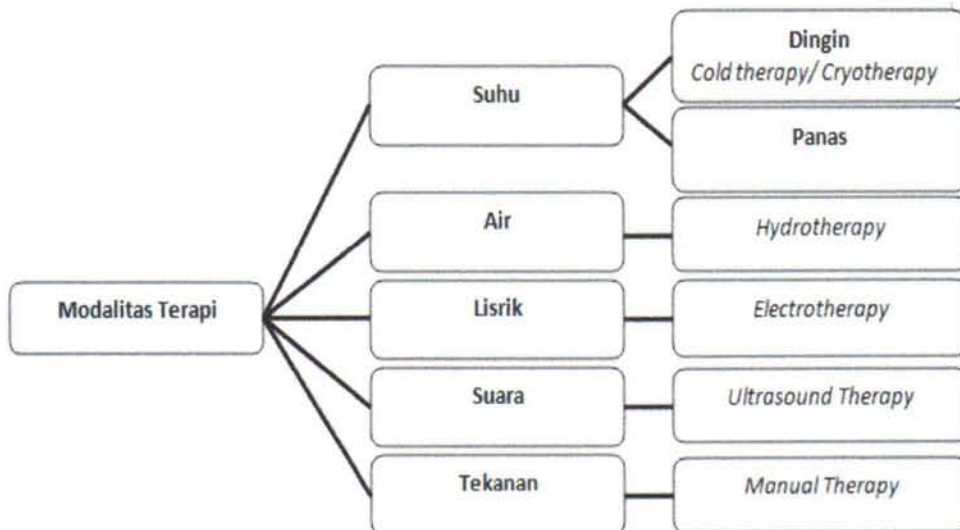 Modalitas Terapi
Suhu
Dingin
Cold therapy/ Cryotherapy
Panas
Air
Hydrotherapy
Lisrik
Electrotherapy
Suara
Ultrasound Therapy
Tekanan
Manual Therapy